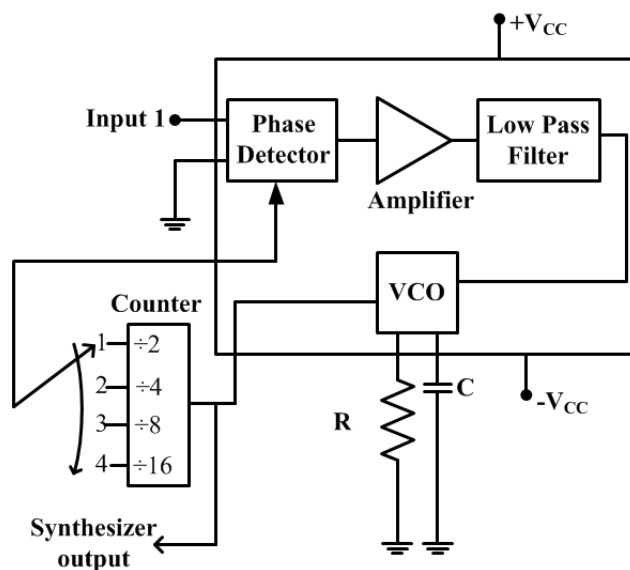 +VCC
Input 1
Phase
Detector
Low Pass
Filter
Amplifier
Counter
VCO
1 ÷2
2 ÷4
3 ÷8
4 ÷16
R
C
-VCC
Synthesizer
output